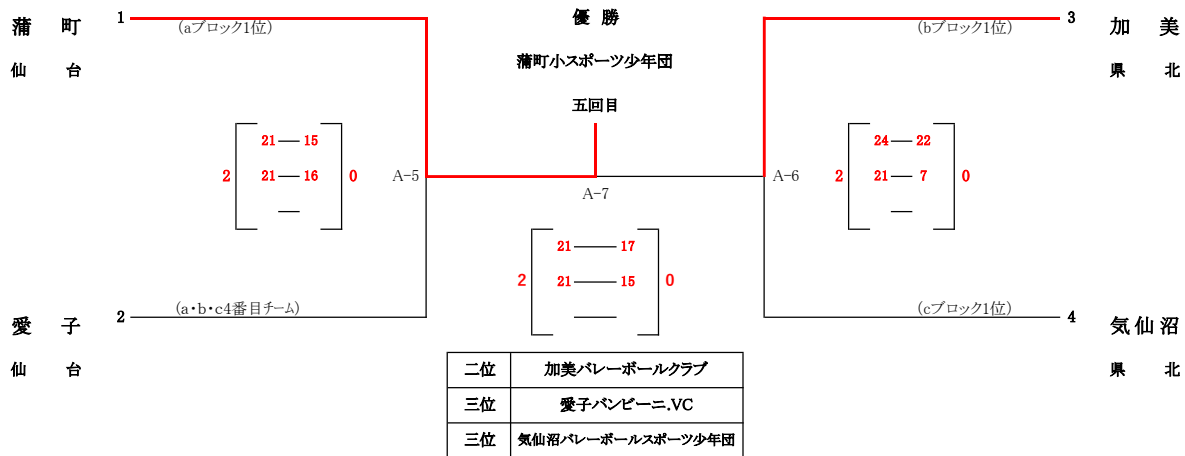 蒲町
仙台
1
(aブロック1位)
優勝
蒲町小スポーツ少年団
五回目
(bブロック1位)
3
加美
県北
2
21 — 15
21 — 16
—
0
A-5
A-7
A-6
2
24 — 22
21 — 7
—
0
2
21 — 17
21 — 15
—
0
2
(a・b・c4番目チーム)
愛子
仙台
(cブロック1位)
4
気仙沼
県北
二位 加美バレーボールクラブ
三位 愛子バンビーニ.VC
三位 気仙沼バレーボールスポーツ少年団